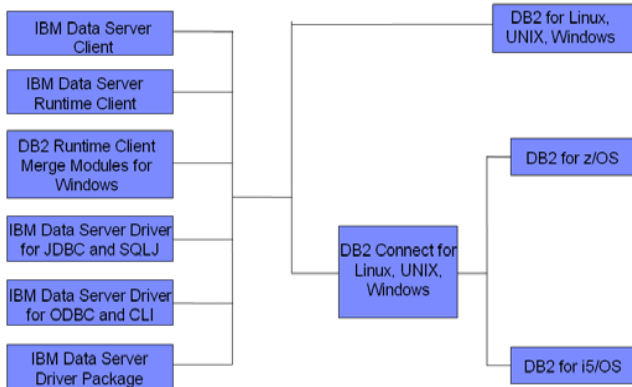 IBM Data Server
Client
IBM Data Server
Runtime Client
DB2 Runtime Client
Merge Modules for
Windows
IBM Data Server Driver
for JDBC and SQLJ
IBM Data Server Driver
for ODBC and CLI
IBM Data Server
Driver Package
DB2 for Linux,
UNIX, Windows
DB2 Connect for
Linux, UNIX,
Windows
DB2 for z/OS
DB2 for i5/OS